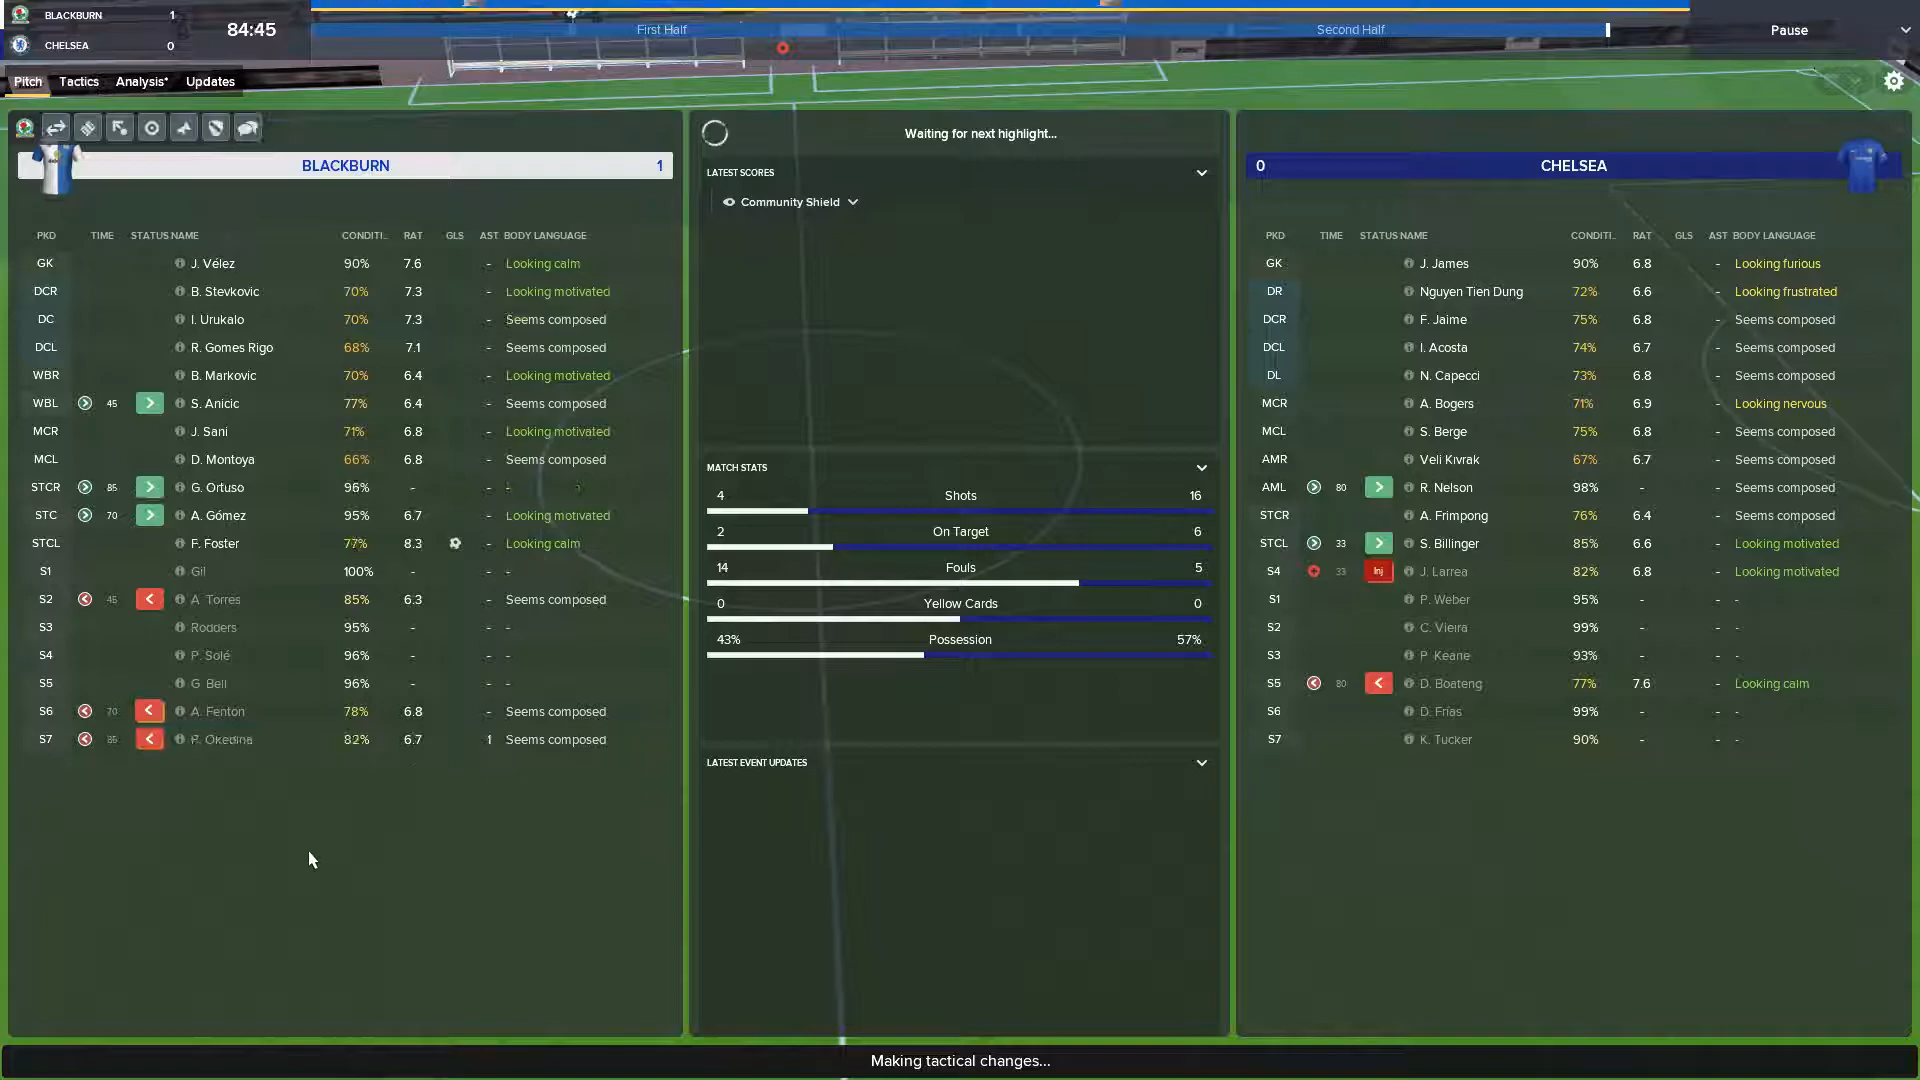 BLACKBURN 1
CHELSEA 0
84:45
First Half
Second Half
Pause
Pitch Tactics Analysis* Updates
BLACKBURN 1
PKD TIME STATUS NAME CONDITI... RAT GLS AST BODY LANGUAGE
GK J. Vélez 90% 7.6 - Looking calm
DCR B. Stevkovic 70% 7.3 - Looking motivated
DC I. Urukalo 70% 7.3 - Seems composed
DCL R. Gomes Rigo 68% 7.1 - Seems composed
WBR B. Markovic 70% 6.4 - Looking motivated
WBL 45 S. Anicic 77% 6.4 - Seems composed
MCR J. Sani 71% 6.8 - Looking motivated
MCL D. Montoya 66% 6.8 - Seems composed
STCR 85 G. Ortuso 96% - -
STC 70 A. Gómez 95% 6.7 - Looking motivated
STCL F. Foster 77% 8.3 - Looking calm
S1 Gil 100% - - -
S2 45 A. Torres 85% 6.3 - Seems composed
S3 Rodders 95% - - -
S4 P. Solé 96% - - -
S5 G. Bell 96% - - -
S6 70 A. Fenton 78% 6.8 - Seems composed
S7 85 Okedina 82% 6.7 1 Seems composed
Waiting for next highlight...
LATEST SCORES
Community Shield
MATCH STATS
4 Shots 16
2 On Target 6
14 Fouls 5
0 Yellow Cards 0
43% Possession 57%
LATEST EVENT UPDATES
0 CHELSEA
PKD TIME STATUS NAME CONDITI... RAT GLS AST BODY LANGUAGE
GK J. James 90% 6.8 - Looking furious
DR Nguyen Tien Dung 72% 6.6 - Looking frustrated
DCR F. Jaime 75% 6.8 - Seems composed
DCL I. Acosta 74% 6.7 - Seems composed
DL N. Capecci 73% 6.8 - Seems composed
MCR A. Bogers 71% 6.9 - Looking nervous
MCL S. Berge 75% 6.8 - Seems composed
AMR Veli Kıvrak 67% 6.7 - Seems composed
AML 80 R. Nelson 98% - - Seems composed
STCR A. Frimpong 76% 6.4 - Seems composed
STCL 33 S. Billinger 85% 6.6 - Looking motivated
S4 33 Inj J. Larrea 82% 6.8 - Looking motivated
S1 P. Weber 95% - - -
S2 C. Vieira 99% - - -
S3 P. Keane 93% - - -
S5 80 D. Boateng 77% 7.6 - Looking calm
S6 D. Frías 99% - - -
S7 K. Tucker 90% - - -
Making tactical changes...